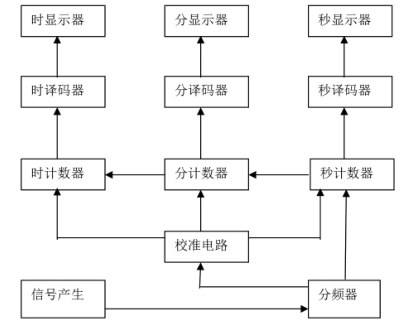 时显示器
分显示器
秒显示器
时译码器
分译码器
秒译码器
时计数器
分计数器
秒计数器
校准电路
信号产生
分频器